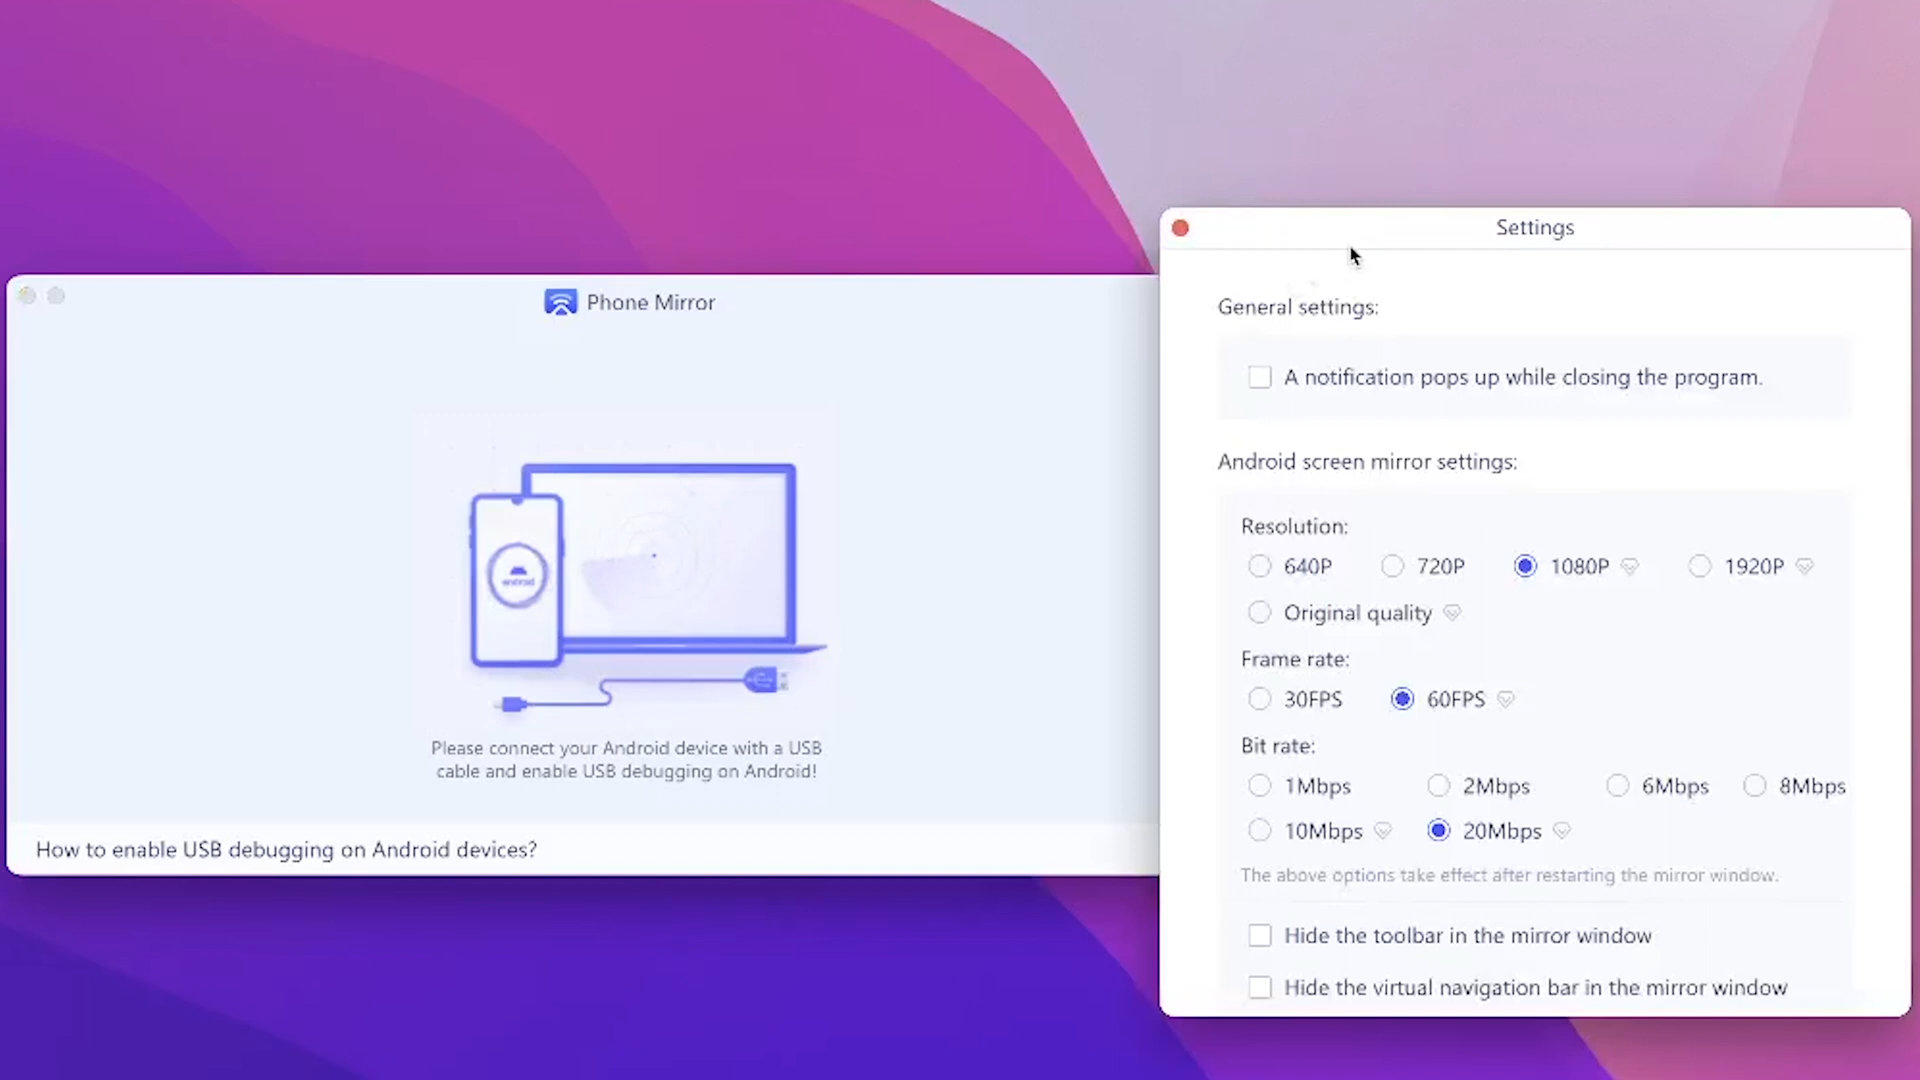 Phone Mirror
android
Please connect your Android device with a USB
cable and enable USB debugging on Android!
How to enable USB debugging on Android devices?
Settings
General settings:
A notification pops up while closing the program.
Android screen mirror settings:
Resolution:
640P 720P 1080P 1920P
Original quality
Frame rate:
30FPS 60FPS
Bit rate:
1Mbps 2Mbps 6Mbps 8Mbps
10Mbps 20Mbps
The above options take effect after restarting the mirror window.
Hide the toolbar in the mirror window
Hide the virtual navigation bar in the mirror window